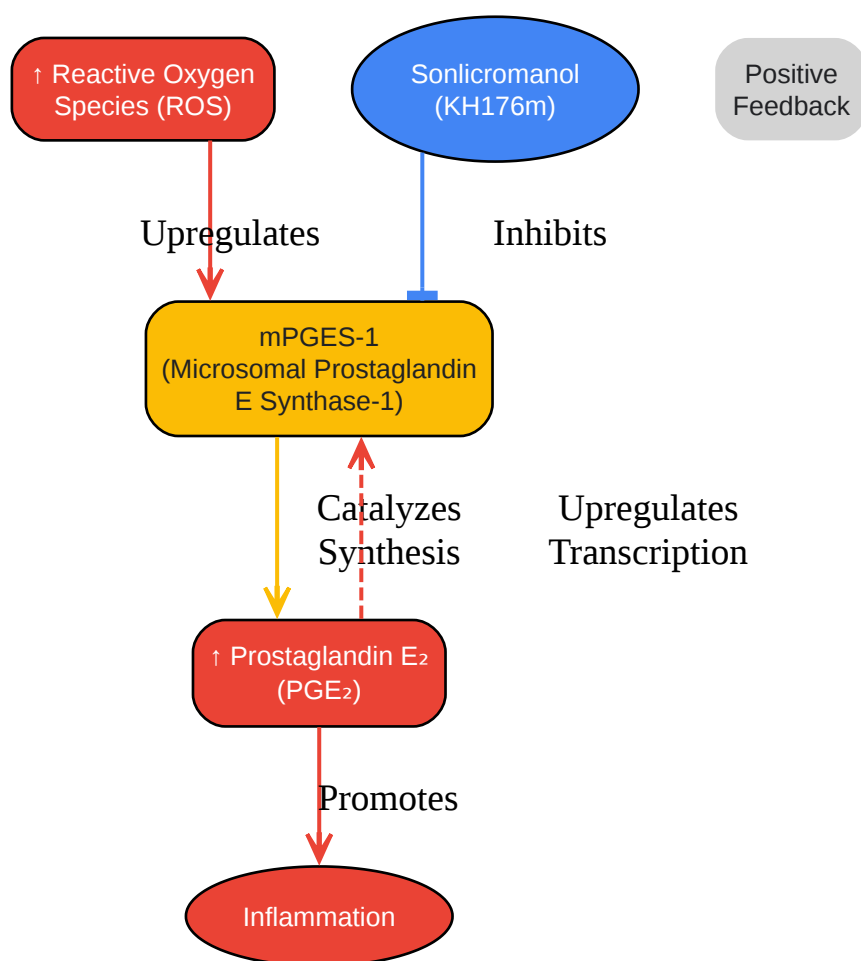 ↑ Reactive Oxygen
Species (ROS)
Sonlicromanol
(KH176m)
Positive
Feedback
Upregulates
Inhibits
mPGES-1
(Microsomal Prostaglandin
E Synthase-1)
Catalyzes
Synthesis
Upregulates
Transcription
↑ Prostaglandin E₂
(PGE₂)
Promotes
Inflammation